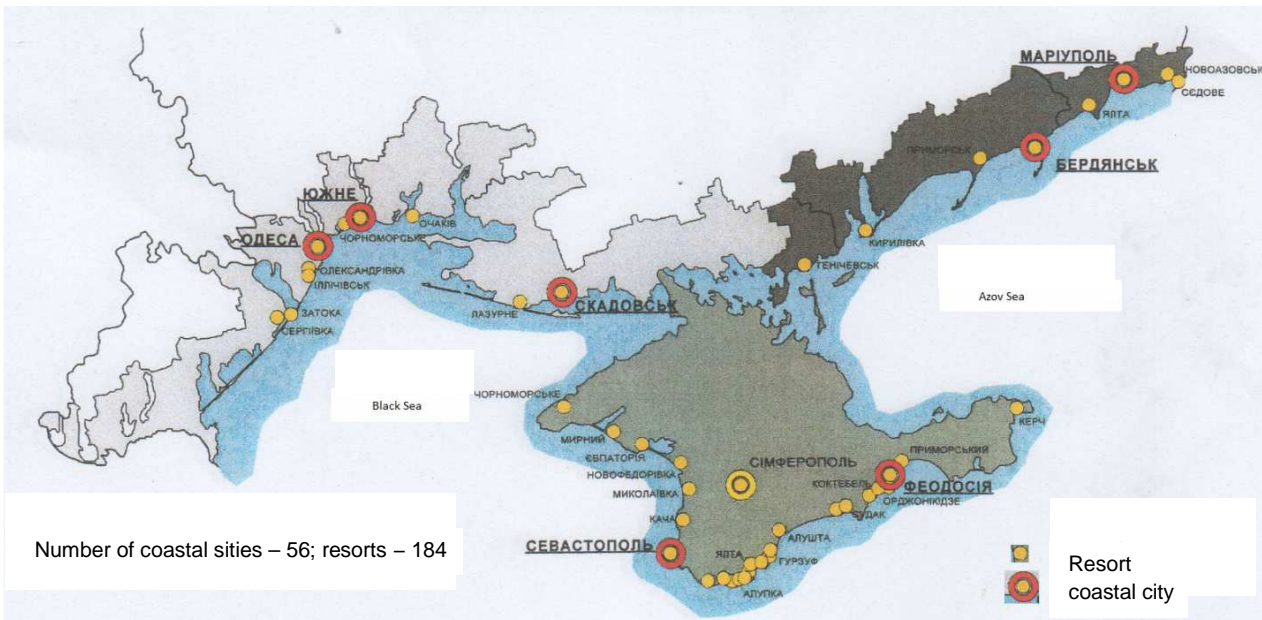 МАРІУПОЛЬ
НОВОАЗОВСЬК
СЄДОВЕ
ЯЛТА
ПРИМОРСЬК
БЕРДЯНСЬК
ЮЖНЕ
ОЧАКІВ
ЧОРНОМОРСЬКЕ
ОДЕСА
КИРИЛІВКА
ОЛЕКСАНДРІВКА
ГЕНІЧЕСЬК
ІЛЛІЧІВСЬК
Azov Sea
ЛАЗУРНЕ
СКАДОВСЬК
ЗАТОКА
СЕРГІЇВКА
ЧОРНОМОРСЬКЕ
Black Sea
КЕРЧ
МИРНИЙ
ПРИМОРСЬКИЙ
ЄВПАТОРІЯ
СІМФЕРОПОЛЬ
НОВОФЕДОРІВКА
КОКТЕБЕЛЬ
ФЕОДОСІЯ
МИКОЛАЇВКА
ОРДЖОНІКІДЗЕ
СУДАК
КАЧА
АЛУШТА
СЕВАСТОПОЛЬ
ЯЛТА
ГУРЗУФ
АЛУПКА
Number of coastal sities – 56; resorts – 184
Resort
coastal city